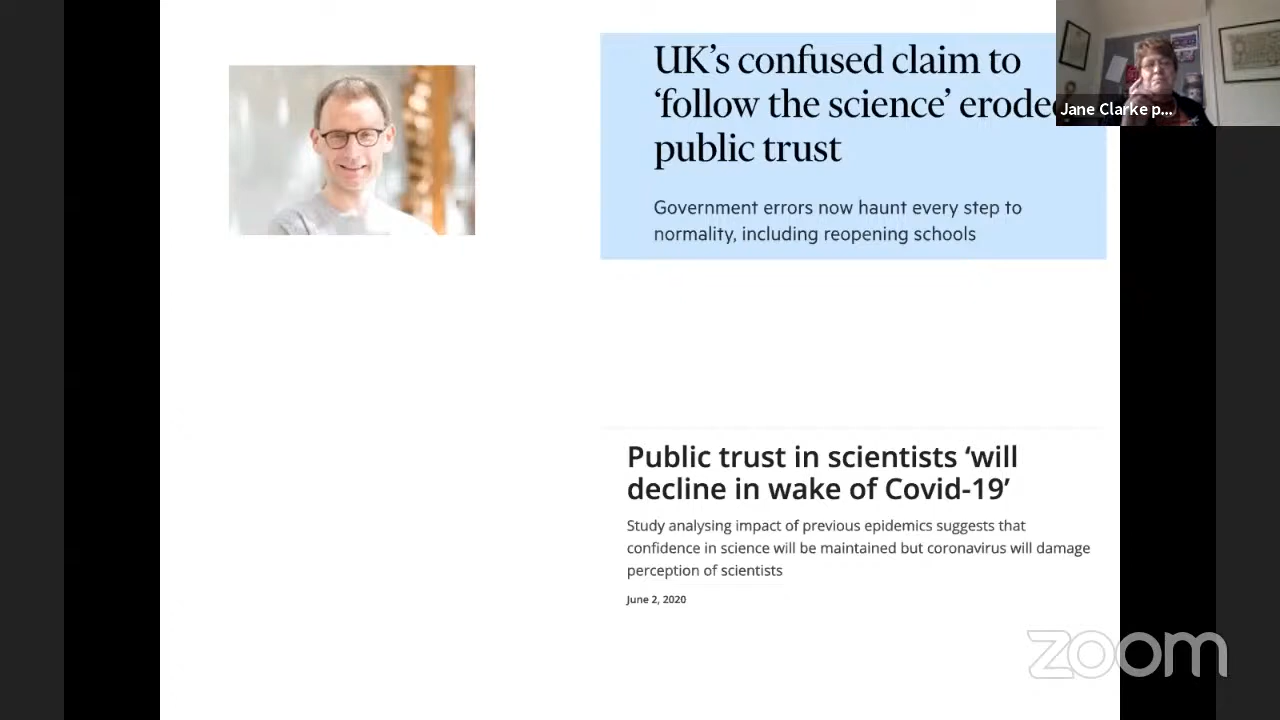 UK’s confused claim to
‘follow the science’ erode
public trust
Government errors now haunt every step to
normality, including reopening schools
Jane Clarke p...
Public trust in scientists ‘will
decline in wake of Covid-19’
Study analysing impact of previous epidemics suggests that
confidence in science will be maintained but coronavirus will damage
perception of scientists
June 2, 2020
zoom